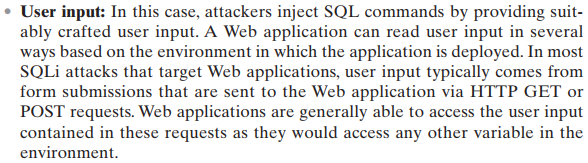 • User input: In this case, attackers inject SQL commands by providing suit-
ably crafted user input. A Web application can read user input in several
ways based on the environment in which the application is deployed. In most
SQLi attacks that target Web applications, user input typically comes from
form submissions that are sent to the Web application via HTTP GET or
POST requests. Web applications are generally able to access the user input
contained in these requests as they would access any other variable in the
environment.